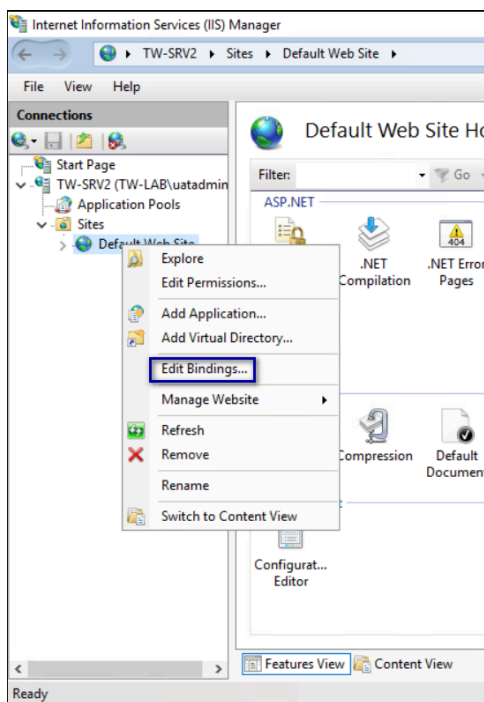 Internet Information Services (IIS) Manager
TW-SRV2 Sites Default Web Site
File View Help
Connections
Start Page
TW-SRV2 (TW-LAB\uatadmin
Application Pools
Sites
Default Web Site
Default Web Site Ho
Filter: Go
ASP.NET
.NET Compilation
.NET Error Pages
404
Explore
Edit Permissions...
Add Application...
Add Virtual Directory...
Edit Bindings...
Manage Website
Refresh
Remove
Rename
Switch to Content View
Compression
Default Documen
Configurat...
Editor
Features View Content View
Ready